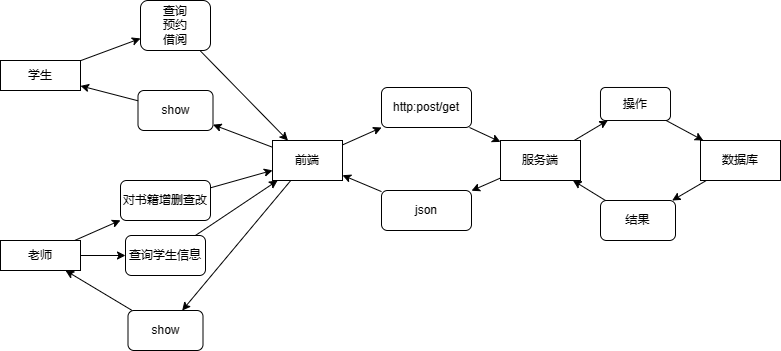 查询
预约
借阅
学生
show
http:post/get
操作
前端
服务端
数据库
对书籍增删查改
json
结果
老师
查询学生信息
show